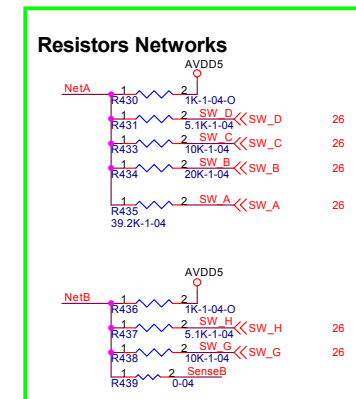 Resistors Networks
AVDD5
NetA
1 2
R430 1K-1-04-O
1 2 SW_D
R431 5.1K-1-04 SW_D 26
1 2 SW_C
R433 10K-1-04 SW_C 26
1 2 SW_B
R434 20K-1-04 SW_B 26
1 2 SW_A
R435 SW_A 26
39.2K-1-04
AVDD5
NetB
1 2
R436 1K-1-04-O
1 2 SW_H
R437 5.1K-1-04 SW_H 26
1 2 SW_G
R438 10K-1-04 SW_G 26
1 2 SenseB
R439 0-04